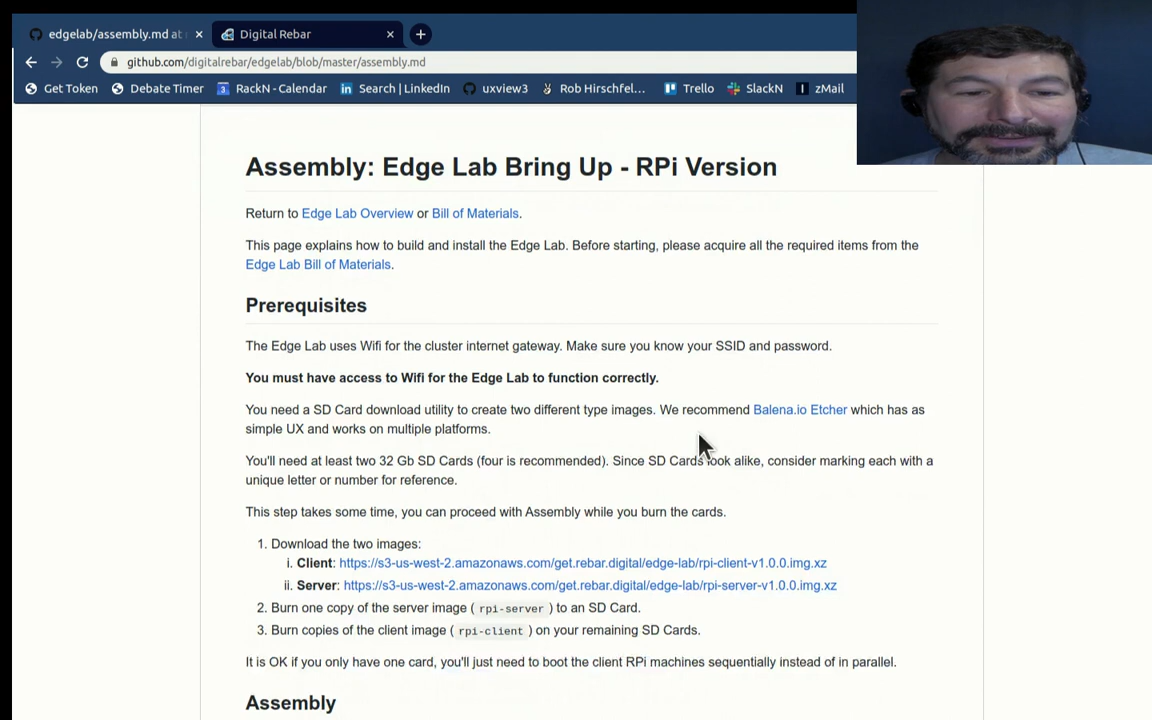 edgelab/assembly.md at
Digital Rebar
github.com/digitalrebar/edgelab/blob/master/assembly.md
Get Token Debate Timer RackN - Calendar Search | LinkedIn uxview3 Rob Hirschfel... Trello SlackN zMail
Assembly: Edge Lab Bring Up - RPi Version
Return to Edge Lab Overview or Bill of Materials.
This page explains how to build and install the Edge Lab. Before starting, please acquire all the required items from the
Edge Lab Bill of Materials.
Prerequisites
The Edge Lab uses Wifi for the cluster internet gateway. Make sure you know your SSID and password.
You must have access to Wifi for the Edge Lab to function correctly.
You need a SD Card download utility to create two different type images. We recommend Balena.io Etcher which has as
simple UX and works on multiple platforms.
You'll need at least two 32 Gb SD Cards (four is recommended). Since SD Cards look alike, consider marking each with a
unique letter or number for reference.
This step takes some time, you can proceed with Assembly while you burn the cards.
1. Download the two images:
i. Client: https://s3-us-west-2.amazonaws.com/get.rebar.digital/edge-lab/rpi-client-v1.0.0.img.xz
ii. Server: https://s3-us-west-2.amazonaws.com/get.rebar.digital/edge-lab/rpi-server-v1.0.0.img.xz
2. Burn one copy of the server image ( rpi-server ) to an SD Card.
3. Burn copies of the client image ( rpi-client ) on your remaining SD Cards.
It is OK if you only have one card, you'll just need to boot the client RPi machines sequentially instead of in parallel.
Assembly